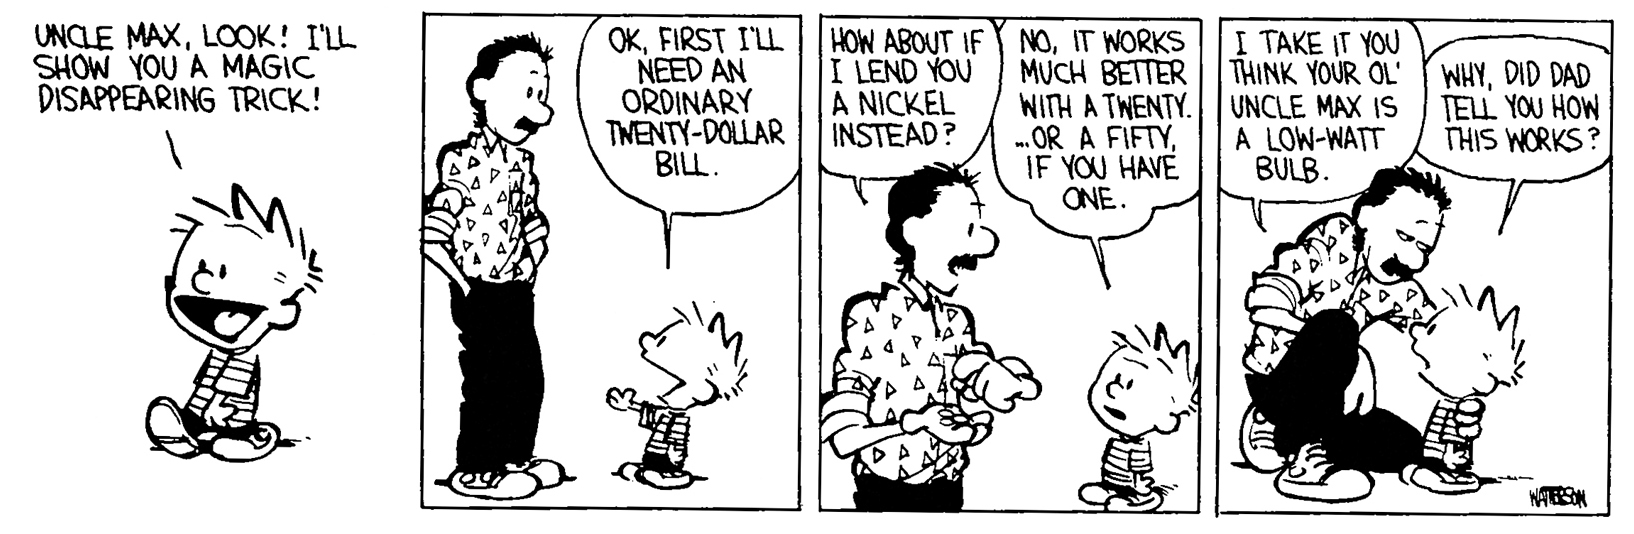 UNCLE MAX, LOOK! I'LL
SHOW YOU A MAGIC
DISAPPEARING TRICK!
OK, FIRST I'LL
NEED AN
ORDINARY
TWENTY-DOLLAR
BILL.
HOW ABOUT IF
I LEND YOU
A NICKEL
INSTEAD?
NO, IT WORKS
MUCH BETTER
WITH A TWENTY.
...OR A FIFTY,
IF YOU HAVE
ONE.
I TAKE IT YOU
THINK YOUR OL'
UNCLE MAX IS
A LOW-WATT
BULB.
WHY, DID DAD
TELL YOU HOW
THIS WORKS?
WATTERSON